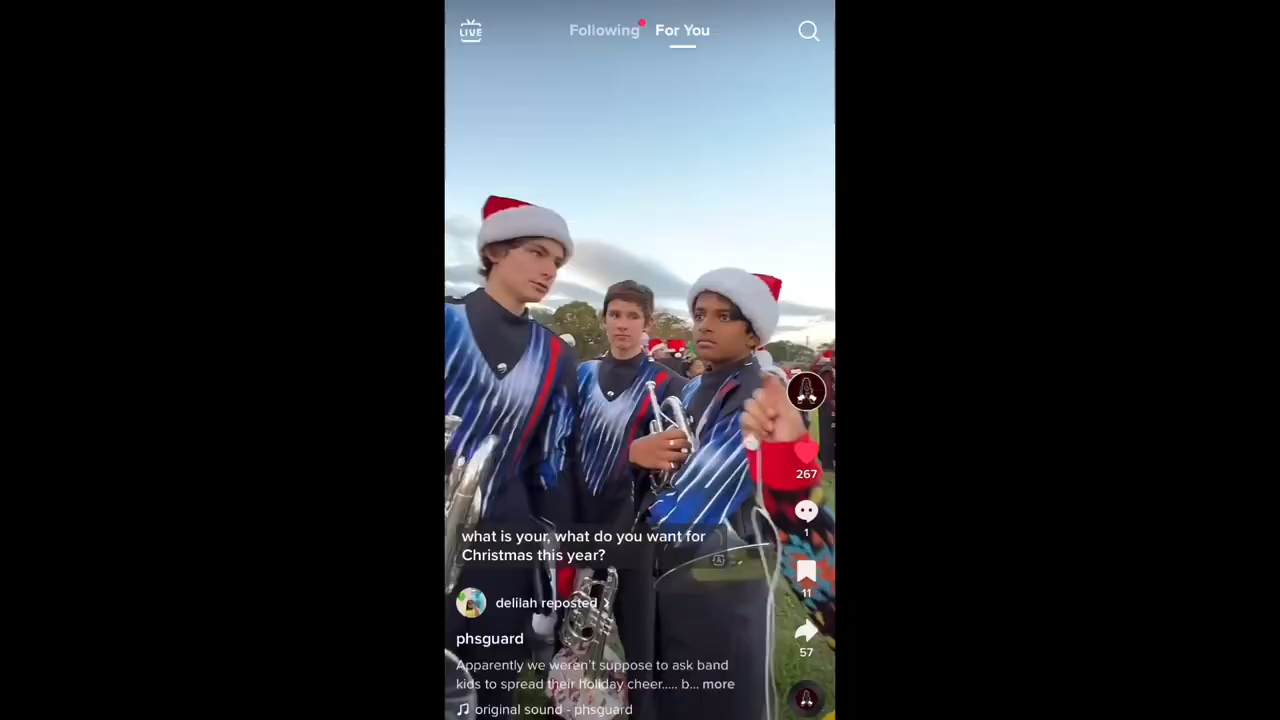 LIVE
Following
For You
267
1
11
57
what is your, what do you want for
Christmas this year?
delilah reposted >
phsguard
Apparently we weren't suppose to ask band
kids to spread their holiday cheer..... b... more
original sound - phsguard